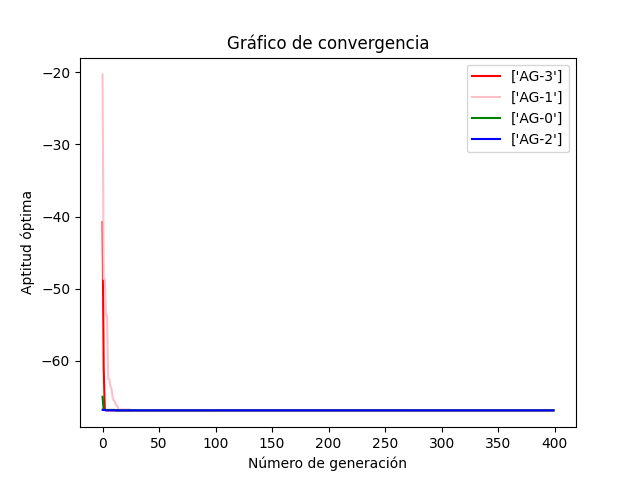 Gráfico de convergencia
['AG-3']
['AG-1']
['AG-0']
['AG-2']
Aptitud óptima
−20
−30
−40
−50
−60
0 50 100 150 200 250 300 350 400
Número de generación